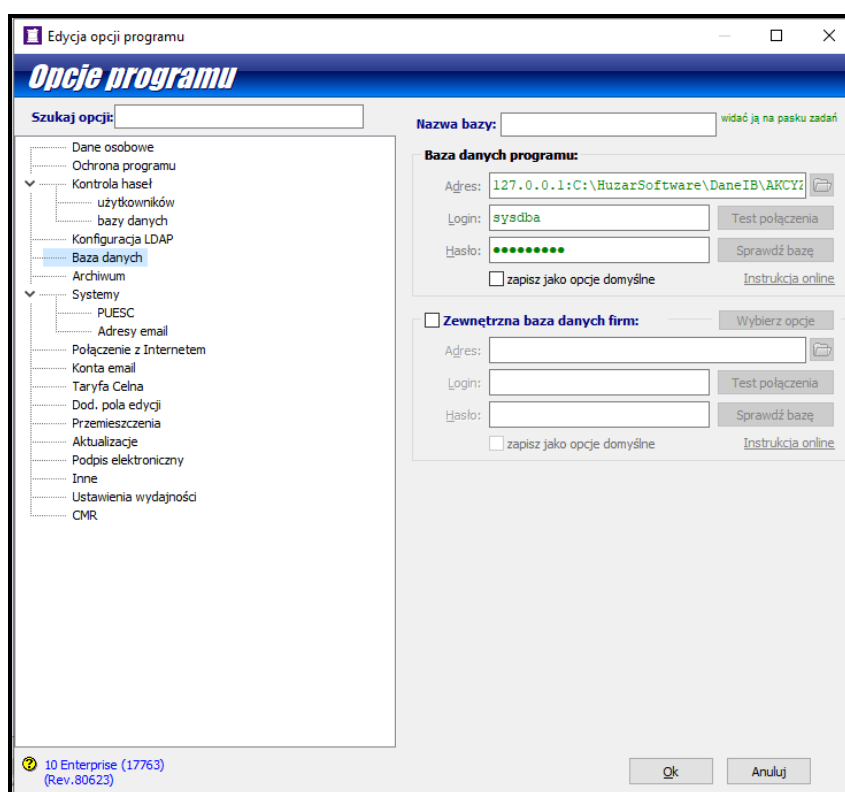 Edycja opcji programu
Opcje programu
Szukaj opcji:
Dane osobowe
Ochrona programu
Kontrola haseł
użytkowników
bazy danych
Konfiguracja LDAP
Baza danych
Archiwum
Systemy
PUESC
Adresy email
Połączenie z Internetem
Konta email
Taryfa Celna
Dod. pola edycji
Przemieszczenia
Aktualizacje
Podpis elektroniczny
Inne
Ustawienia wydajności
CMR
Nazwa bazy:
widać ją na pasku zadań
Baza danych programu:
Adres: 127.0.0.1:C:\HuzarSoftware\DaneIB\AKCYZ
Login: sysdba Test połączenia
Hasło: ●●●●●●●●● Sprawdź bazę
zapisz jako opcje domyślne Instrukcja online
Zewnętrzna baza danych firm: Wybierz opcje
Adres:
Login: Test połączenia
Hasło: Sprawdź bazę
zapisz jako opcje domyślne Instrukcja online
10 Enterprise (17763)
(Rev.80623)
Ok Anuluj